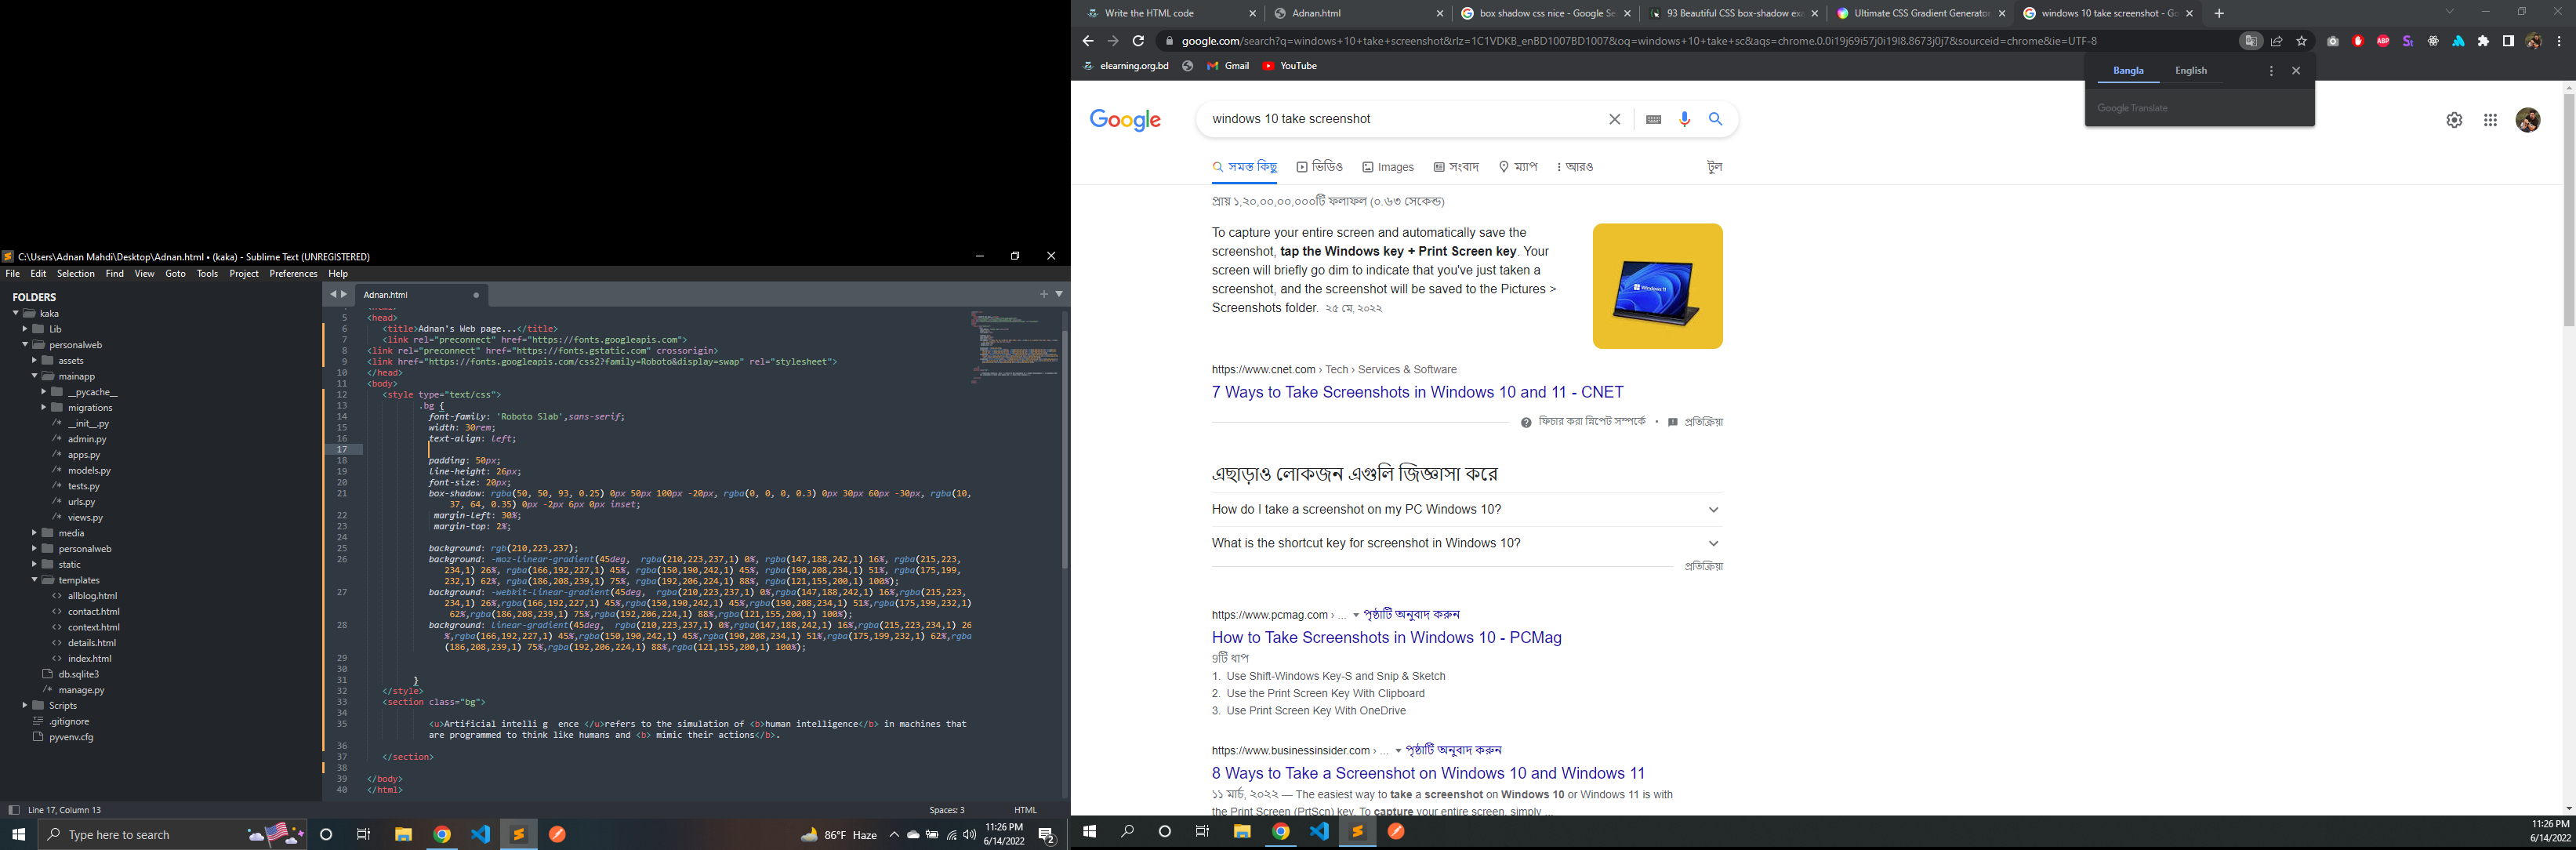 C:\Users\Adnan Mahdi\Desktop\Adnan.html • (kaka) - Sublime Text (UNREGISTERED)
File Edit Selection Find View Goto Tools Project Preferences Help
FOLDERS
kaka
Lib
personalweb
assets
mainapp
__pycache__
migrations
/* __init__.py
/* admin.py
/* apps.py
/* models.py
/* tests.py
/* urls.py
/* views.py
media
personalweb
static
templates
<> allblog.html
<> contact.html
<> context.html
<> details.html
<> index.html
db.sqlite3
/* manage.py
Scripts
.gitignore
pyvenv.cfg
Adnan.html
5 <head>
6 <title>Adnan's Web page...</title>
7 <link rel="preconnect" href="https://fonts.googleapis.com">
8 <link rel="preconnect" href="https://fonts.gstatic.com" crossorigin>
9 <link href="https://fonts.googleapis.com/css2?family=Roboto&display=swap" rel="stylesheet">
10 </head>
11 <body>
12 <style type="text/css">
13 .bg {
14 font-family: 'Roboto Slab',sans-serif;
15 width: 30rem;
16 text-align: left;
17
18 padding: 50px;
19 line-height: 26px;
20 font-size: 20px;
21 box-shadow: rgba(50, 50, 93, 0.25) 0px 50px 100px -20px, rgba(0, 0, 0, 0.3) 0px 30px 60px -30px, rgba(10,
37, 64, 0.35) 0px -2px 6px 0px inset;
22 margin-left: 30%;
23 margin-top: 2%;
24
25 background: rgb(210,223,237);
26 background: -moz-linear-gradient(45deg, rgba(210,223,237,1) 0%, rgba(147,188,242,1) 16%, rgba(215,223,
234,1) 26%, rgba(166,192,227,1) 45%, rgba(150,190,242,1) 45%, rgba(190,208,234,1) 51%, rgba(175,199,
232,1) 62%, rgba(186,208,239,1) 75%, rgba(192,206,224,1) 88%, rgba(121,155,200,1) 100%);
27 background: -webkit-linear-gradient(45deg, rgba(210,223,237,1) 0%,rgba(147,188,242,1) 16%,rgba(215,223,
234,1) 26%,rgba(166,192,227,1) 45%,rgba(150,190,242,1) 45%,rgba(190,208,234,1) 51%,rgba(175,199,232,1)
62%,rgba(186,208,239,1) 75%,rgba(192,206,224,1) 88%,rgba(121,155,200,1) 100%);
28 background: linear-gradient(45deg, rgba(210,223,237,1) 0%,rgba(147,188,242,1) 16%,rgba(215,223,234,1) 26
%,rgba(166,192,227,1) 45%,rgba(150,190,242,1) 45%,rgba(190,208,234,1) 51%,rgba(175,199,232,1) 62%,rgba
(186,208,239,1) 75%,rgba(192,206,224,1) 88%,rgba(121,155,200,1) 100%);
29
30
31 }
32 </style>
33 <section class="bg">
34
35 <u>Artificial intelli g ence </u>refers to the simulation of <b>human intelligence</b> in machines that
are programmed to think like humans and <b> mimic their actions</b>.
36
37 </section>
38
39 </body>
40 </html>
Line 17, Column 13
Spaces: 3
HTML
Type here to search
86°F Haze
11:26 PM
6/14/2022
2
Write the HTML code
Adnan.html
box shadow css nice - Google Se
93 Beautiful CSS box-shadow exa
Ultimate CSS Gradient Generator
windows 10 take screenshot - Go
google.com/search?q=windows+10+take+screenshot&rlz=1C1VDKB_enBD1007BD1007&oq=windows+10+take+sc&aqs=chrome.0.0i19j69i57j0i19l8.8673j0j7&sourceid=chrome&ie=UTF-8
ABP
elearning.org.bd Gmail YouTube
Bangla English
Google Translate
Google
windows 10 take screenshot
সমস্ত কিছু ভিডিও Images সংবাদ ম্যাপ আরও টুল
প্রায় ১,২০,০০,০০,০০০টি ফলাফল (০.৬৩ সেকেন্ড)
To capture your entire screen and automatically save the
screenshot, tap the Windows key + Print Screen key. Your
screen will briefly go dim to indicate that you've just taken a
screenshot, and the screenshot will be saved to the Pictures >
Screenshots folder. ২৫ মে, ২০২২
Windows 11
https://www.cnet.com › Tech › Services & Software
7 Ways to Take Screenshots in Windows 10 and 11 - CNET
ফিচার করা স্নিপেট সম্পর্কে • প্রতিক্রিয়া
এছাড়াও লোকজন এগুলি জিজ্ঞাসা করে
How do I take a screenshot on my PC Windows 10?
What is the shortcut key for screenshot in Windows 10?
প্রতিক্রিয়া
https://www.pcmag.com › ... পৃষ্ঠাটি অনুবাদ করুন
How to Take Screenshots in Windows 10 - PCMag
9টি ধাপ
1. Use Shift-Windows Key-S and Snip & Sketch
2. Use the Print Screen Key With Clipboard
3. Use Print Screen Key With OneDrive
https://www.businessinsider.com › ... পৃষ্ঠাটি অনুবাদ করুন
8 Ways to Take a Screenshot on Windows 10 and Windows 11
১১ মার্চ, ২০২২ — The easiest way to take a screenshot on Windows 10 or Windows 11 is with
the Print Screen (PrtScn) key. To capture your entire screen, simply ...
11:26 PM
6/14/2022